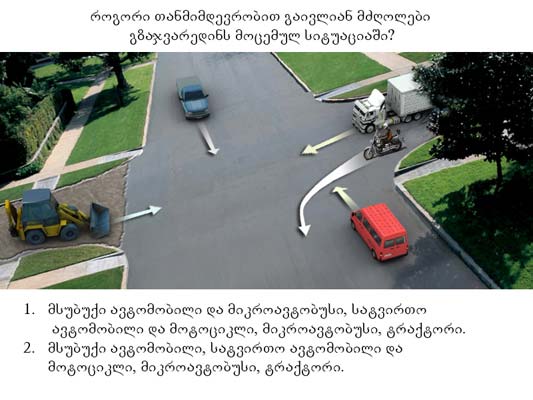 როგორი თანმიმდევრობით გაივლიან მძღოლები
გზაჯვარედინს მოცემულ სიტუაციაში?
1. მსუბუქი ავტომობილი და მიკროავტობუსი, სატვირთო
ავტომობილი და მოტოციკლი, მიკროავტობუსი, ტრაქტორი.
2. მსუბუქი ავტომობილი, სატვირთო ავტომობილი და
მოტოციკლი, მიკროავტობუსი, ტრაქტორი.